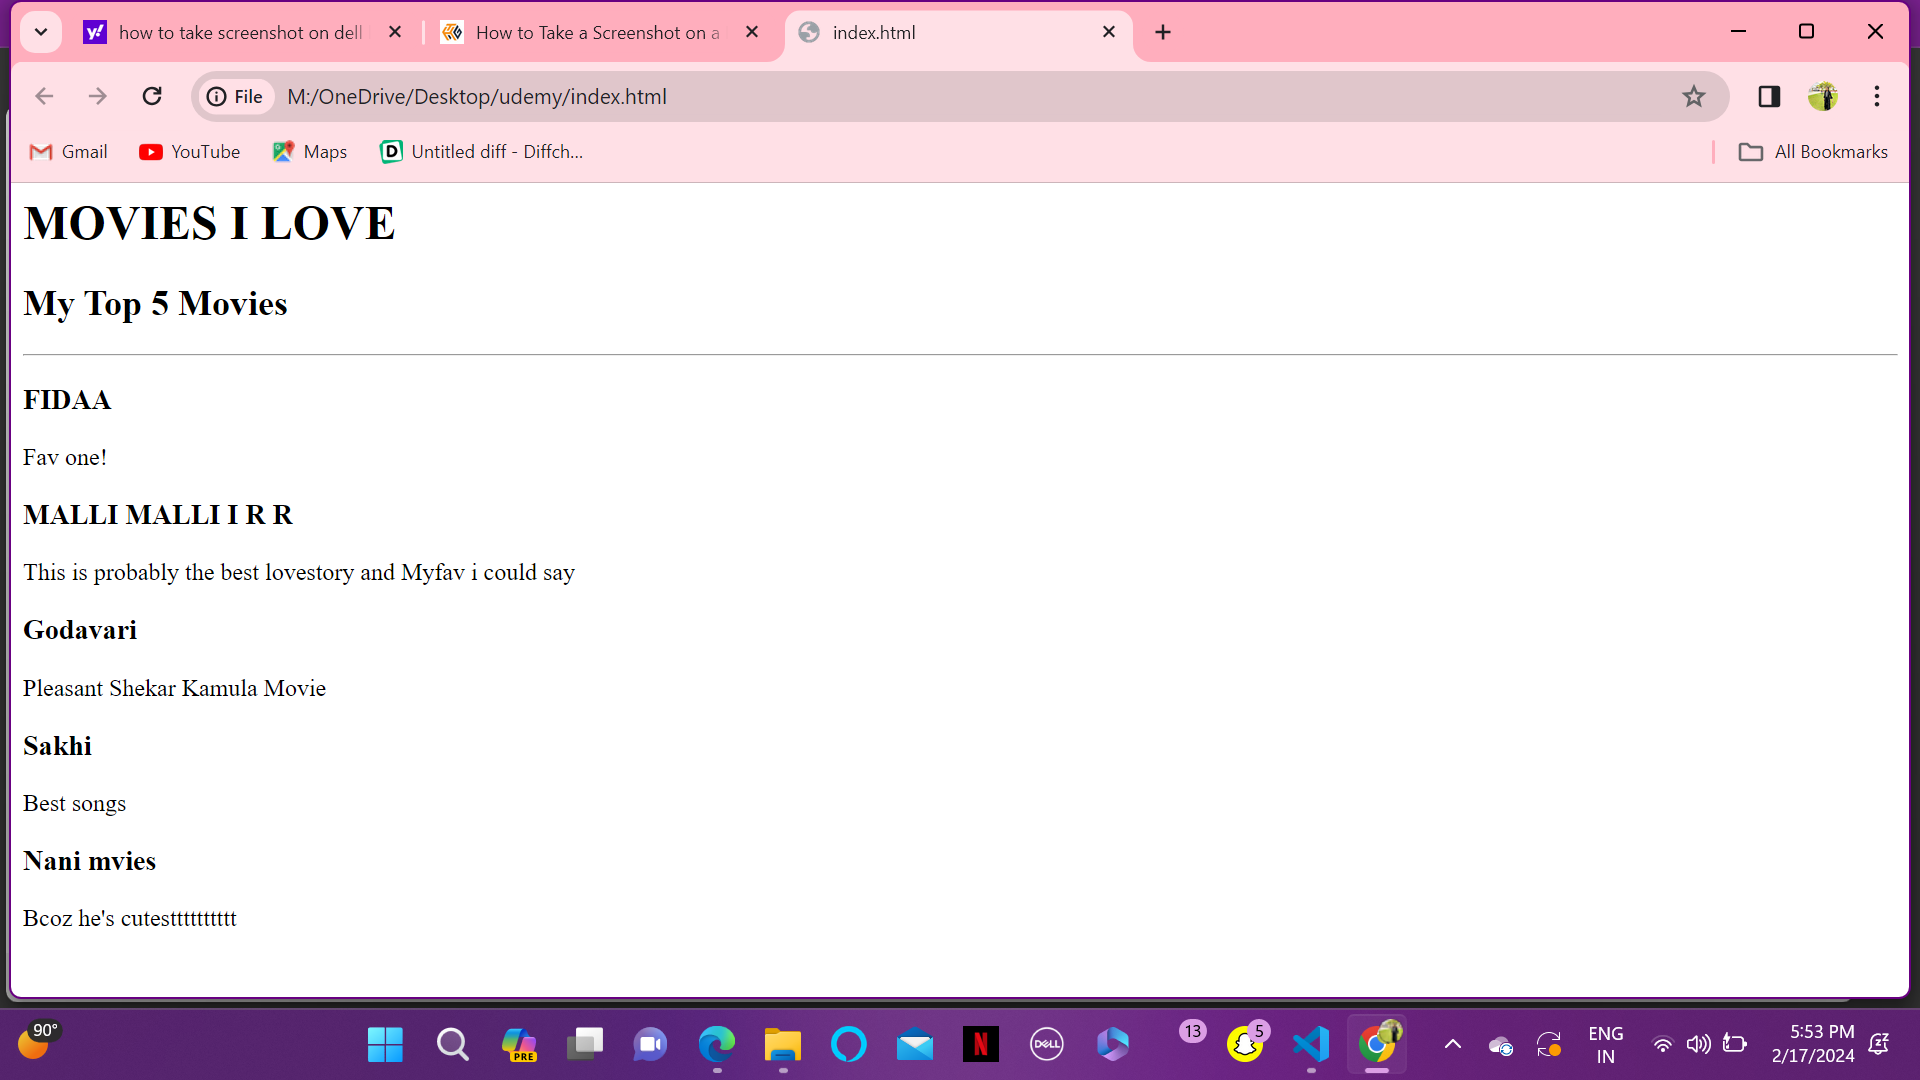 how to take screenshot on dell
How to Take a Screenshot on a
index.html
File
M:/OneDrive/Desktop/udemy/index.html
Gmail
YouTube
Maps
Untitled diff - Diffch...
All Bookmarks
MOVIES I LOVE
My Top 5 Movies
FIDAA
Fav one!
MALLI MALLI I R R
This is probably the best lovestory and Myfav i could say
Godavari
Pleasant Shekar Kamula Movie
Sakhi
Best songs
Nani mvies
Bcoz he's cutestttttttttt
90°
PRE
DELL
13
5
ENG
IN
5:53 PM
2/17/2024